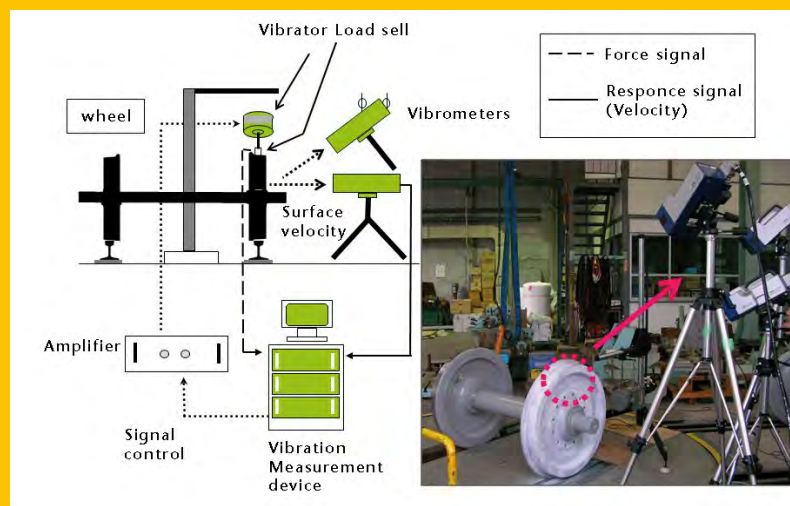 Vibrator Load sell
wheel
Vibrometers
Force signal
Responce signal
(Velocity)
Surface
velocity
Amplifier
Signal
control
Vibration
Measurement
device